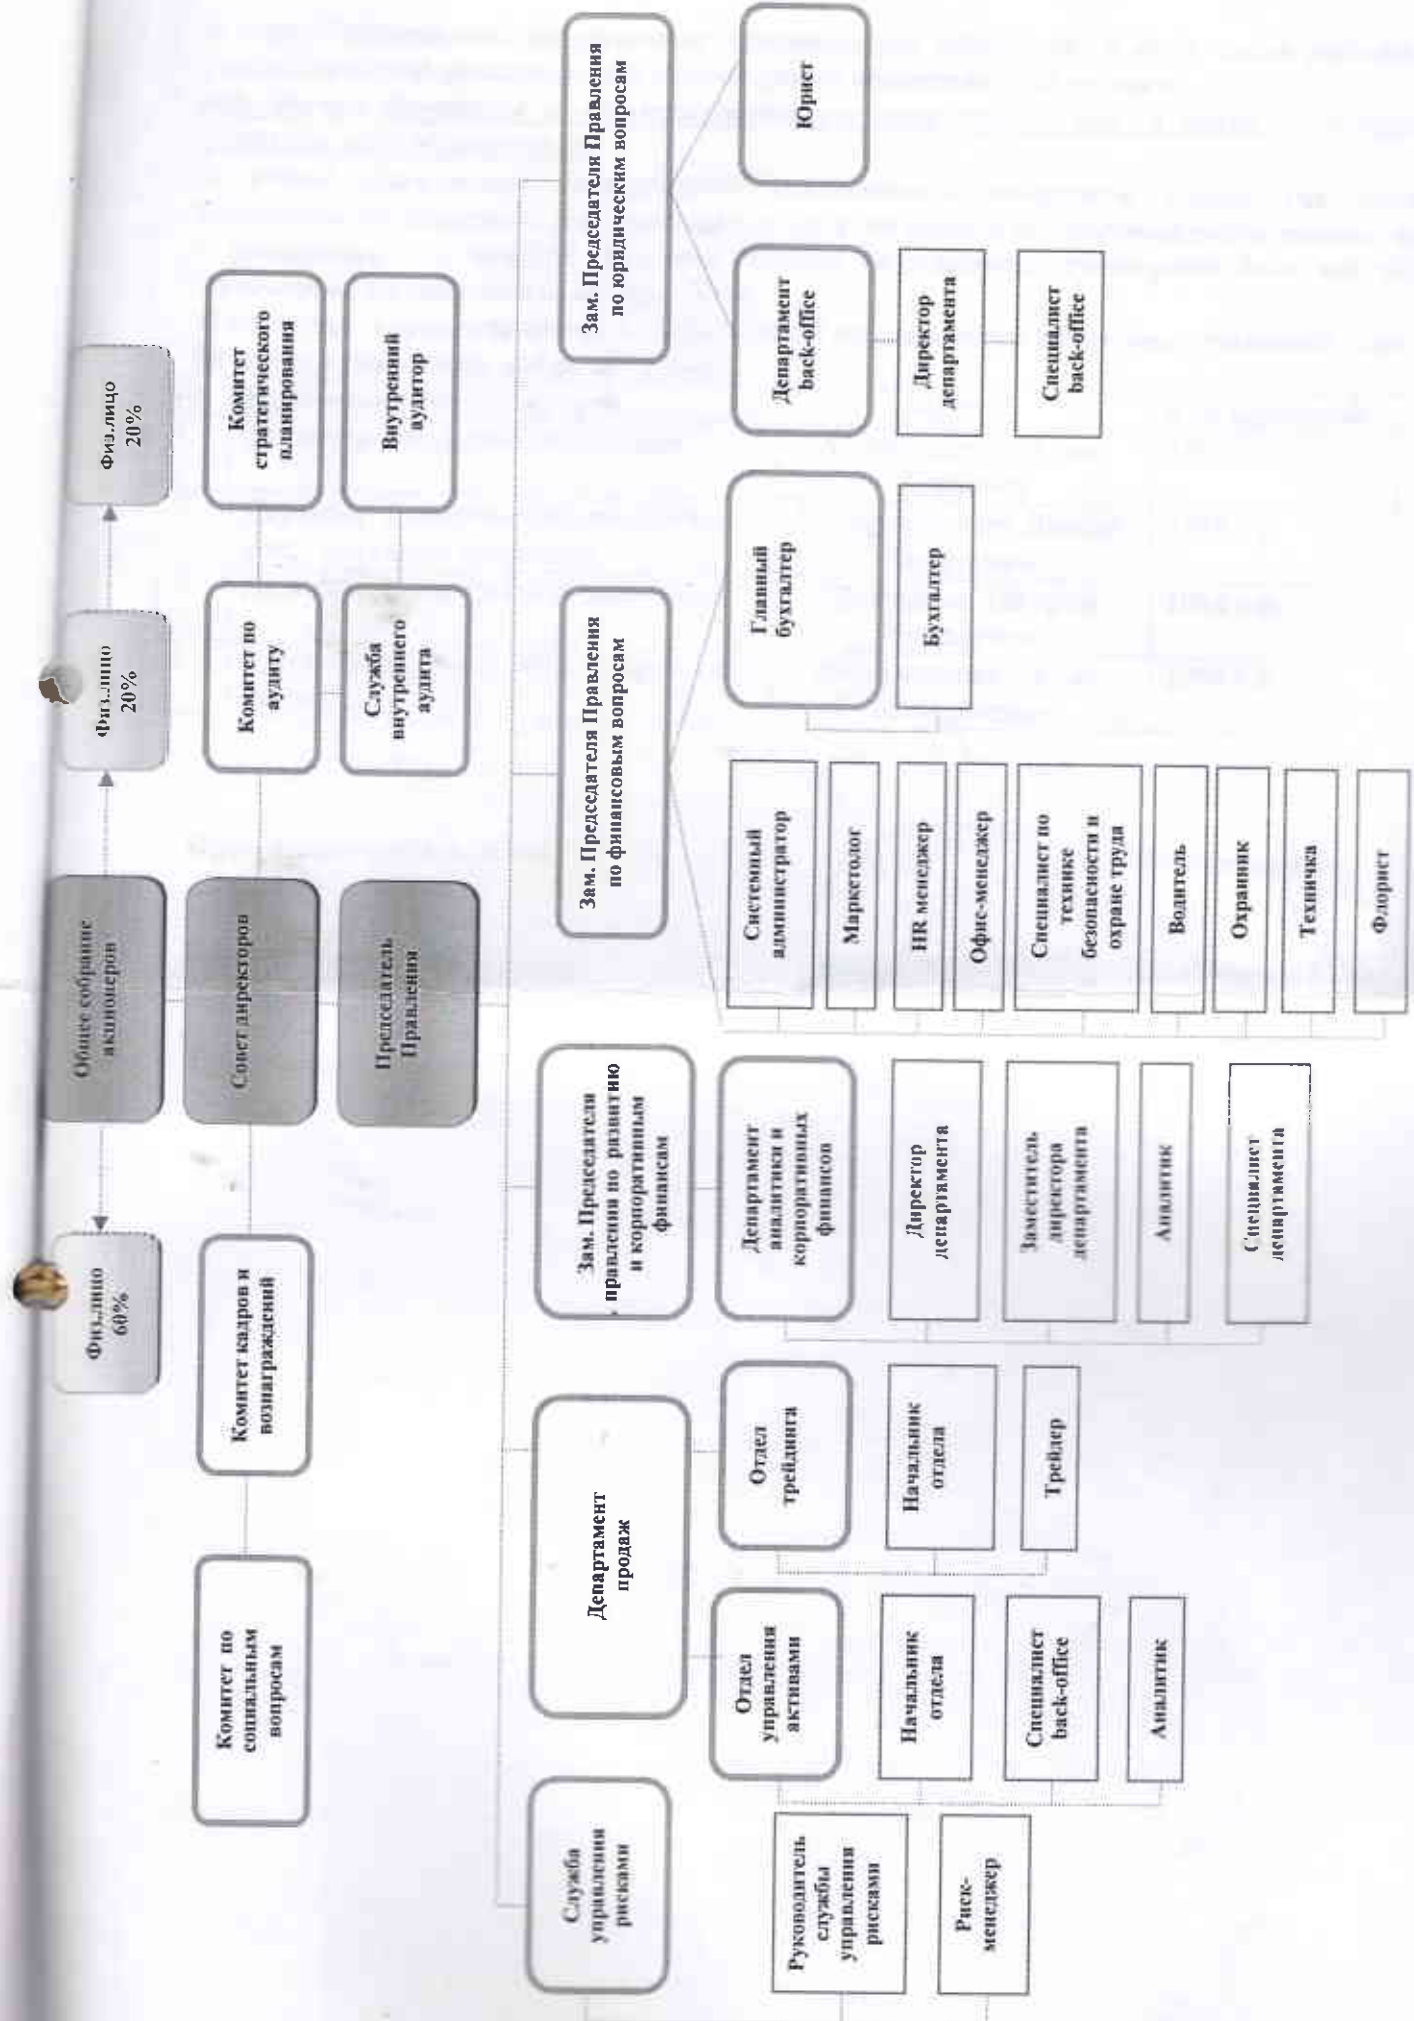 Общее собрание
акционеров
Физ.лицо
60%
Физ.лицо
20%
Физ.лицо
20%
Совет директоров
Комитет по
социальным
вопросам
Комитет кадров и
вознаграждений
Комитет по
аудиту
Комитет
стратегического
планирования
Председатель
Правления
Служба
внутреннего
аудита
Внутренний
аудитор
Служба
управления
рисками
Руководитель
службы
управления
рисками
Риск-
менеджер
Департамент
продаж
Отдел
управления
активами
Начальник
отдела
Специалист
back-office
Аналитик
Отдел
трейдинга
Начальник
отдела
Трейдер
Зам. Председателя
правления по развитию
и корпоративным
финансам
Департамент
аналитики и
корпоративных
финансов
Директор
департамента
Заместитель
директора
департамента
Аналитик
Специалист
департамента
Зам. Председателя Правления
по финансовым вопросам
Системный
администратор
Маркетолог
HR менеджер
Офис-менеджер
Специалист по
технике
безопасности и
охране труда
Водитель
Охранник
Техничка
Флорист
Главный
бухгалтер
Бухгалтер
Зам. Председателя Правления
по юридическим вопросам
Департамент
back-office
Директор
департамента
Специалист
back-office
Юрист